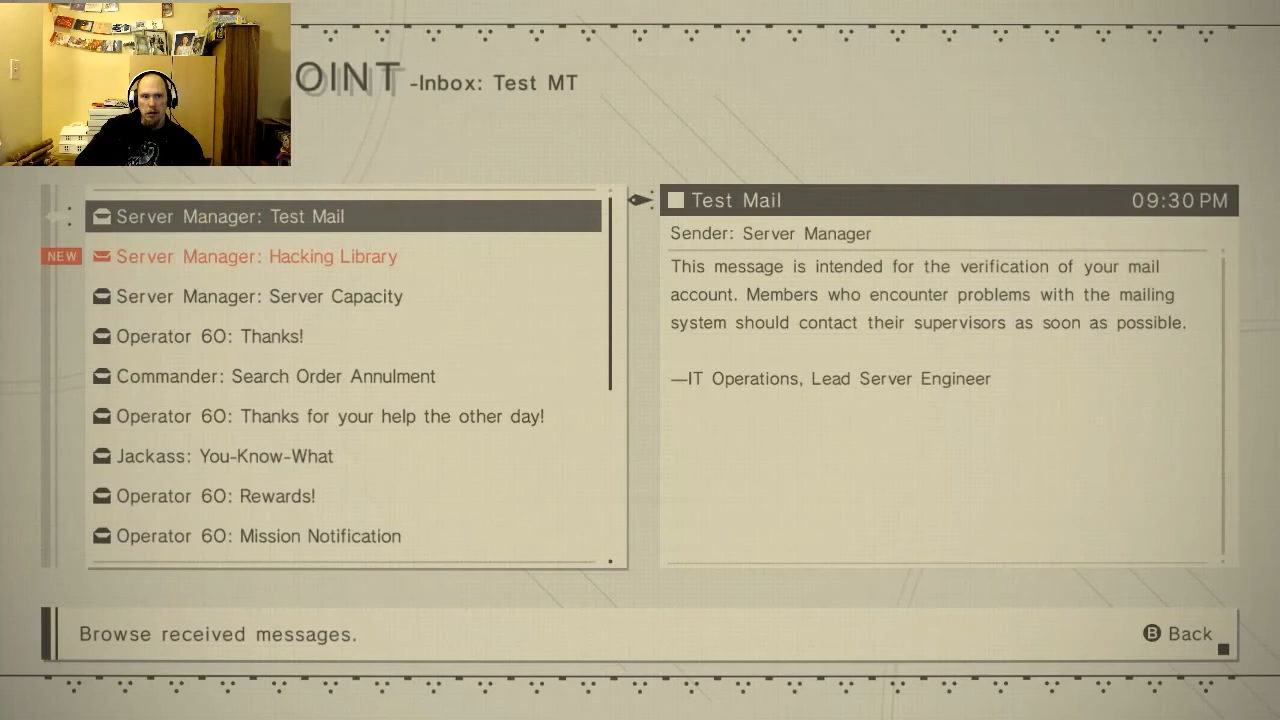 OINT -Inbox: Test MT
Server Manager: Test Mail
NEW Server Manager: Hacking Library
Server Manager: Server Capacity
Operator 6O: Thanks!
Commander: Search Order Annulment
Operator 6O: Thanks for your help the other day!
Jackass: You-Know-What
Operator 6O: Rewards!
Operator 6O: Mission Notification
Test Mail 09:30 PM
Sender: Server Manager
This message is intended for the verification of your mail
account. Members who encounter problems with the mailing
system should contact their supervisors as soon as possible.
—IT Operations, Lead Server Engineer
Browse received messages.
B Back